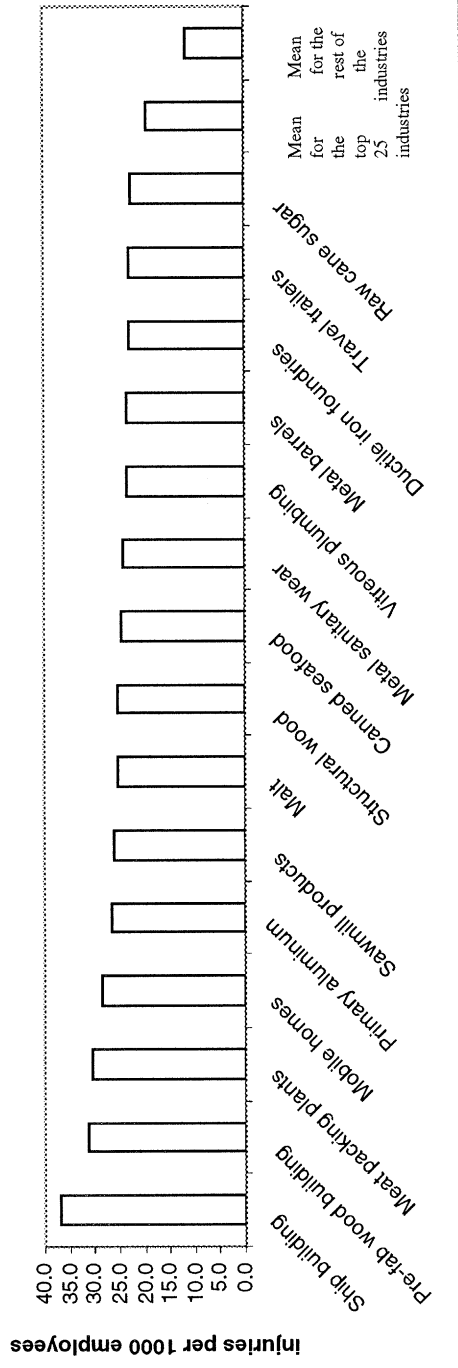 injuries per 1000 employees
40.0
35.0
30.0
25.0
20.0
15.0
10.0
5.0
0.0
Ship building
Pre-fab wood building
Meat packing plants
Mobile homes
Primary aluminum
Sawmill products
Malt
Structural wood
Canned seafood
Metal sanitary wear
Vitreous plumbing
Metal barrels
Ductile iron foundries
Travel trailers
Raw cane sugar
Mean
for
the
top
25
industries
Mean
for the
rest of
the
industries